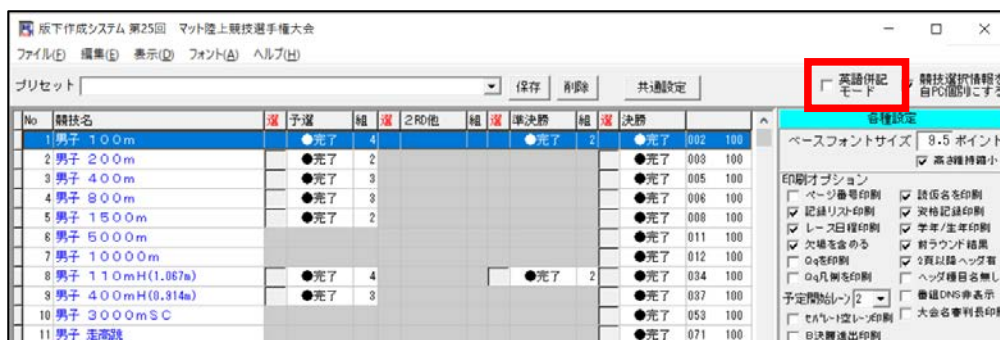 版下作成システム 第25回　マット陸上競技選手権大会
ファイル(F) 編集(E) 表示(D) フォント(A) ヘルプ(H)
プリセット 保存 削除 共通設定 英語併記モード 競技選択情報を自PC個別にする
No 競技名 選 予選 組 選 2RD他 組 選 準決勝 組 選 決勝
1 男子 100m ●完了 4 ●完了 2 ●完了 002 100
2 男子 200m ●完了 2 ●完了 003 100
3 男子 400m ●完了 3 ●完了 005 100
4 男子 800m ●完了 3 ●完了 006 100
5 男子 1500m ●完了 2 ●完了 008 100
6 男子 5000m ●完了 011 100
7 男子 10000m ●完了 012 100
8 男子 110mH(1.067m) ●完了 4 ●完了 2 ●完了 034 100
9 男子 400mH(0.914m) ●完了 3 ●完了 037 100
10 男子 3000mSC ●完了 053 100
11 男子 走高跳 ●完了 071 100
各種設定
ベースフォントサイズ 9.5 ポイント
高さ維持縮小
印刷オプション
ページ番号印刷 読仮名を印刷
記録リスト印刷 資格記録印刷
レース日程印刷 学年/生年印刷
欠場を含める 前ラウンド結果
Qqを印刷 2頁以降ヘッダ有
Qq凡例を印刷 ヘッダ種目名無し
予定開始レーン 2 番組DNS非表示
セパレート空レーン印刷 大会名審判長印刷
B決勝進出印刷